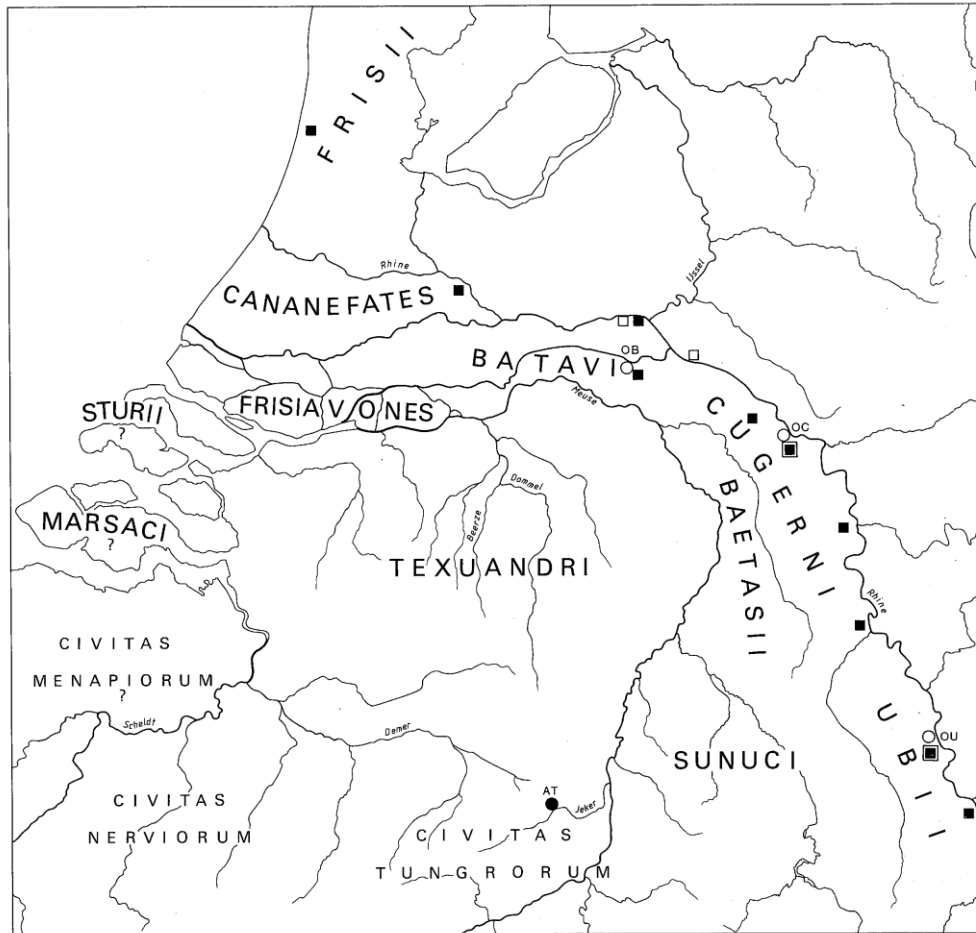 FRISII
Rhine
IJssel
CANANEFATES
OB
BATAVI
Meuse
FRISIAVONES
STURII
?
CUGERNI
OC
BAETASII
Dommel
Beerze
MARSACI
?
TEXUANDRI
Rhine
CIVITAS
MENAPIORUM
?
Scheldt
Demer
UBII
OU
SUNUCI
AT
Jeker
CIVITAS
NERVIORUM
CIVITAS
TUNGRORUM